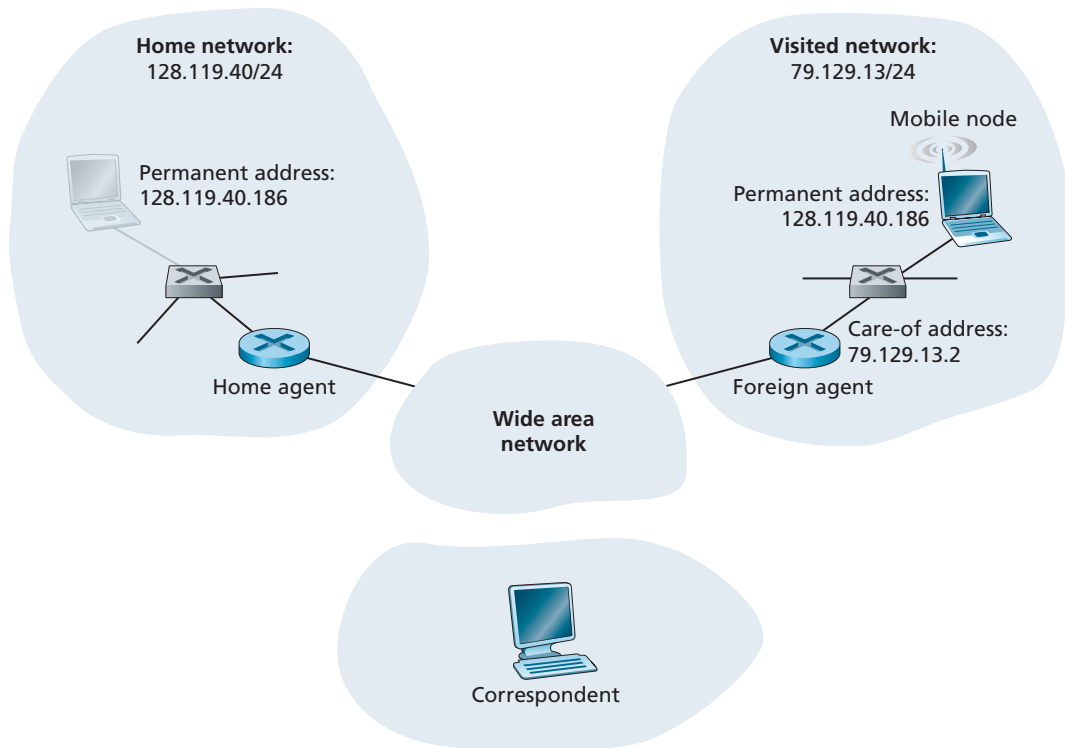 Home network:
128.119.40/24
Visited network:
79.129.13/24
Mobile node
Permanent address:
128.119.40.186
Permanent address:
128.119.40.186
Care-of address:
79.129.13.2
Home agent
Foreign agent
Wide area
network
Correspondent